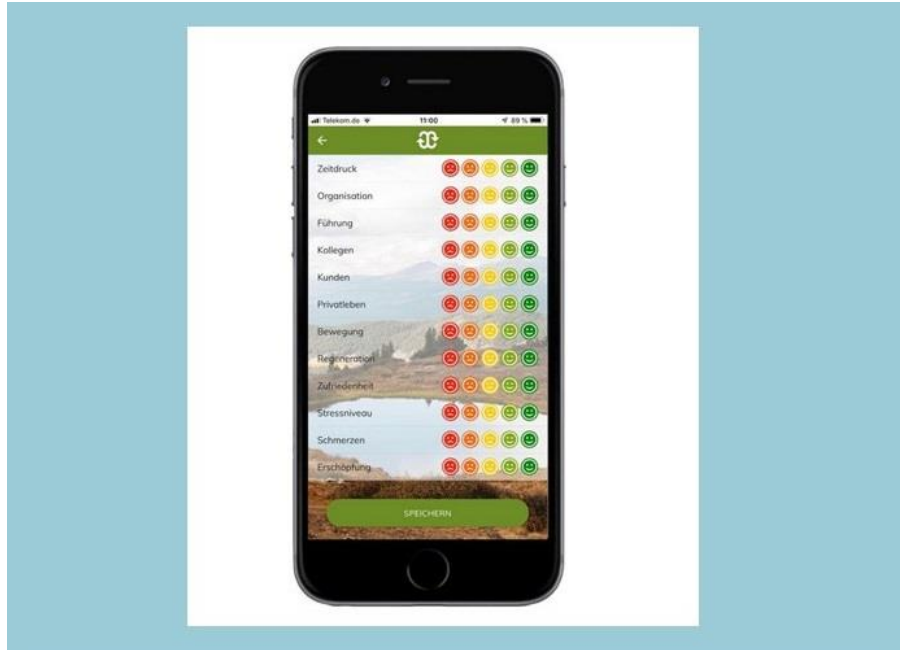 Telekom.de 11:00 89 %
Zeitdruck
Organisation
Führung
Kollegen
Kunden
Privatleben
Bewegung
Regeneration
Zufriedenheit
Stressniveau
Schmerzen
Erschöpfung
SPEICHERN